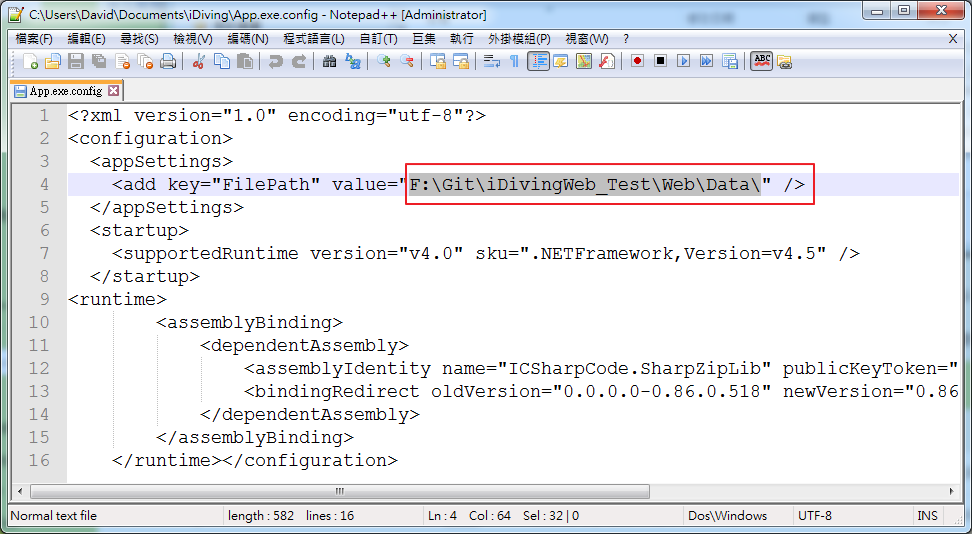 C:\Users\David\Documents\iDiving\App.exe.config - Notepad++ [Administrator]
檔案(F) 編輯(E) 尋找(S) 檢視(V) 編碼(N) 程式語言(L) 自訂(T) 巨集 執行 外掛模組(P) 視窗(W) ? X
ABC
App.exe.config
1 <?xml version="1.0" encoding="utf-8"?>
2 <configuration>
3 <appSettings>
4 <add key="FilePath" value="F:\Git\iDivingWeb_Test\Web\Data\" />
5 </appSettings>
6 <startup>
7 <supportedRuntime version="v4.0" sku=".NETFramework,Version=v4.5" />
8 </startup>
9 <runtime>
10 <assemblyBinding>
11 <dependentAssembly>
12 <assemblyIdentity name="ICSharpCode.SharpZipLib" publicKeyToken="
13 <bindingRedirect oldVersion="0.0.0.0-0.86.0.518" newVersion="0.86
14 </dependentAssembly>
15 </assemblyBinding>
16 </runtime></configuration>
Normal text file length : 582 lines : 16 Ln : 4 Col : 64 Sel : 32 | 0 Dos\Windows UTF-8 INS